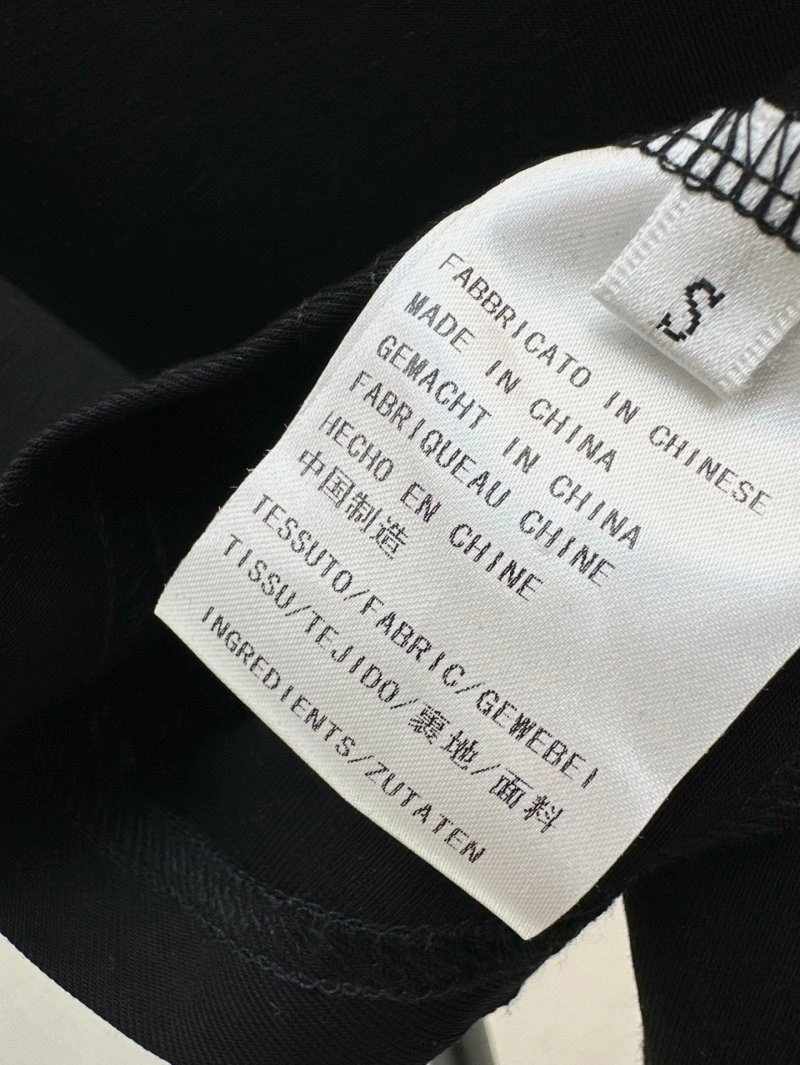 S
FABBRICATO IN CHINESE
MADE IN CHINA
GEMACHT IN CHINA
FABRIQUEAU CHINE
HECHO EN CHINE
中国制造
TESSUTO/FABRIC/GEWEBEI
TISSU/TEJIDO/裏地/面料
INGREDIENTS/ZUTATEN